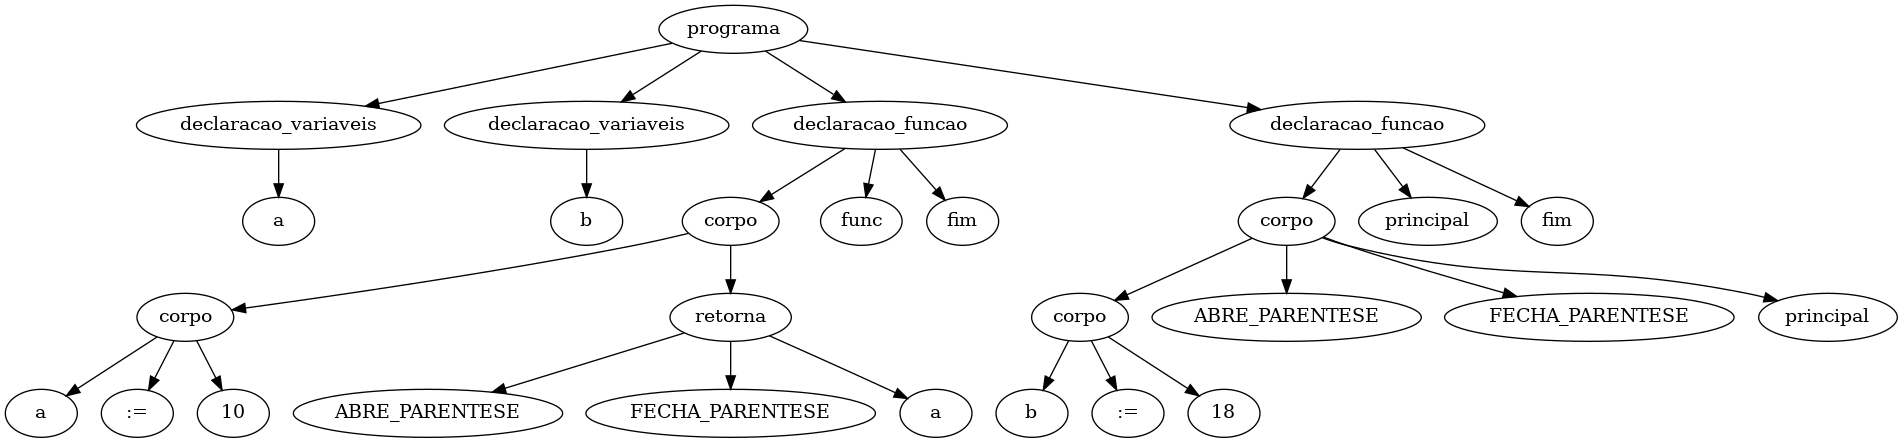 programa
declaracao_variaveis
declaracao_variaveis
declaracao_funcao
declaracao_funcao
a
b
corpo
func
fim
corpo
principal
fim
corpo
retorna
corpo
ABRE_PARENTESE
FECHA_PARENTESE
principal
a
:=
10
ABRE_PARENTESE
FECHA_PARENTESE
a
b
:=
18